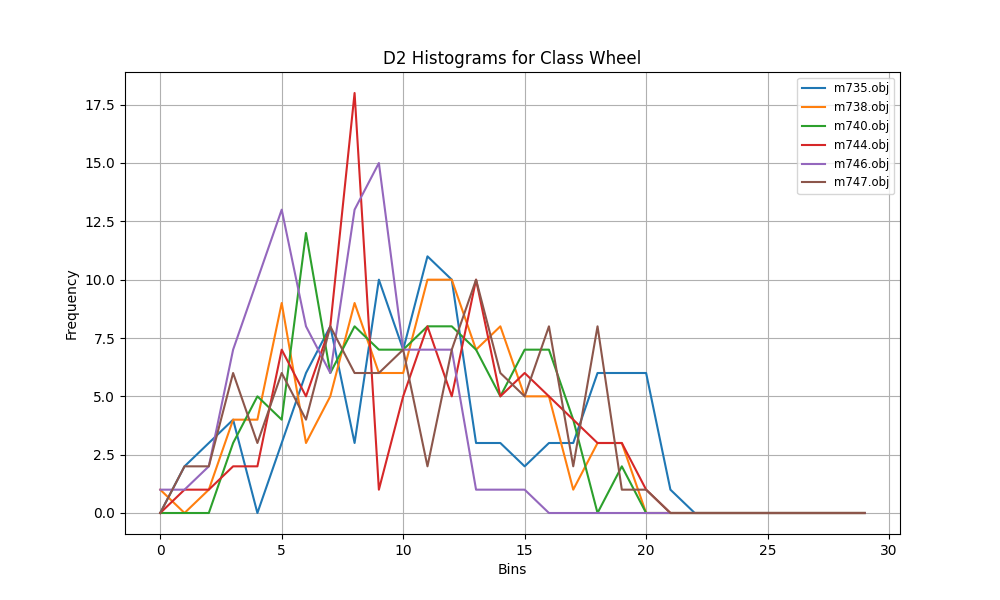 D2 Histograms for Class Wheel
m735.obj
m738.obj
m740.obj
m744.obj
m746.obj
m747.obj
17.5
15.0
12.5
10.0
7.5
5.0
2.5
0.0
Frequency
0 5 10 15 20 25 30
Bins